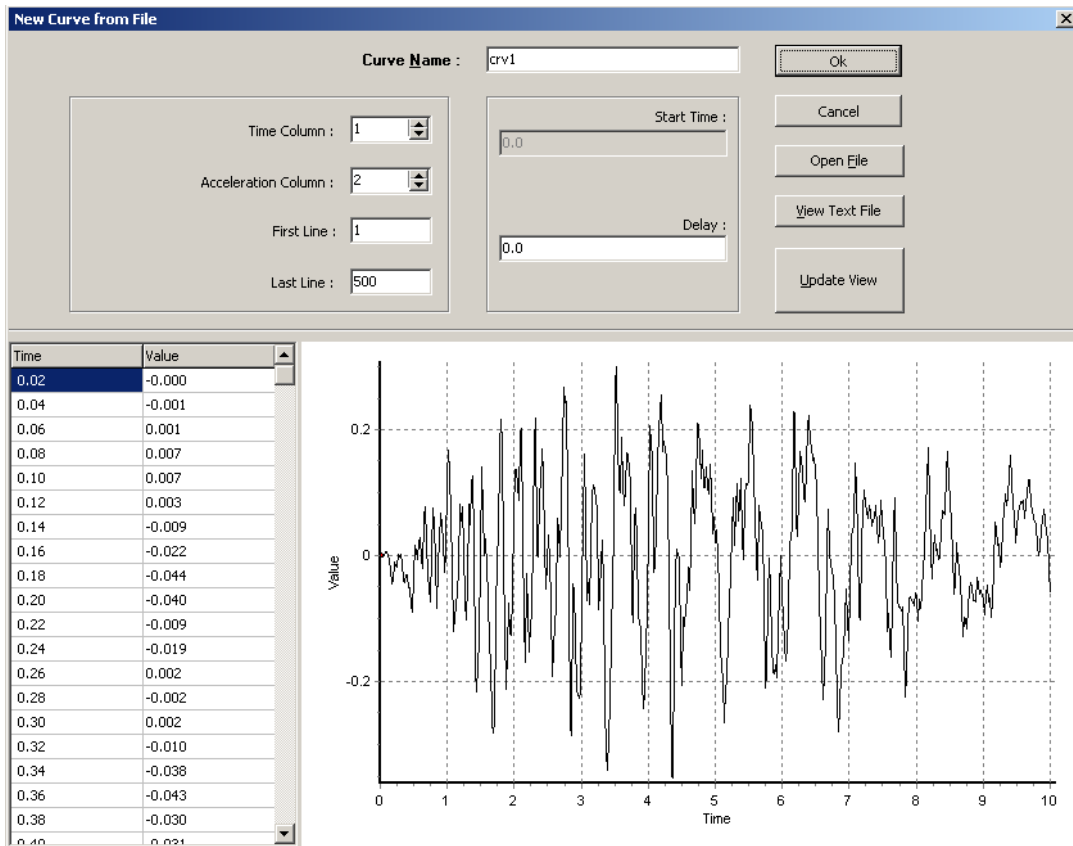 New Curve from File
Curve Name : crv1
Ok
Time Column : 1
Acceleration Column : 2
First Line : 1
Last Line : 500
Start Time :
0.0
Delay :
0.0
Cancel
Open File
View Text File
Update View
Time Value
0.02 -0.000
0.04 -0.001
0.06 0.001
0.08 0.007
0.10 0.007
0.12 0.003
0.14 -0.009
0.16 -0.022
0.18 -0.044
0.20 -0.040
0.22 -0.009
0.24 -0.019
0.26 0.002
0.28 -0.002
0.30 0.002
0.32 -0.010
0.34 -0.038
0.36 -0.043
0.38 -0.030
0.40 -0.031
Value
0.2
0
-0.2
0 1 2 3 4 5 6 7 8 9 10
Time